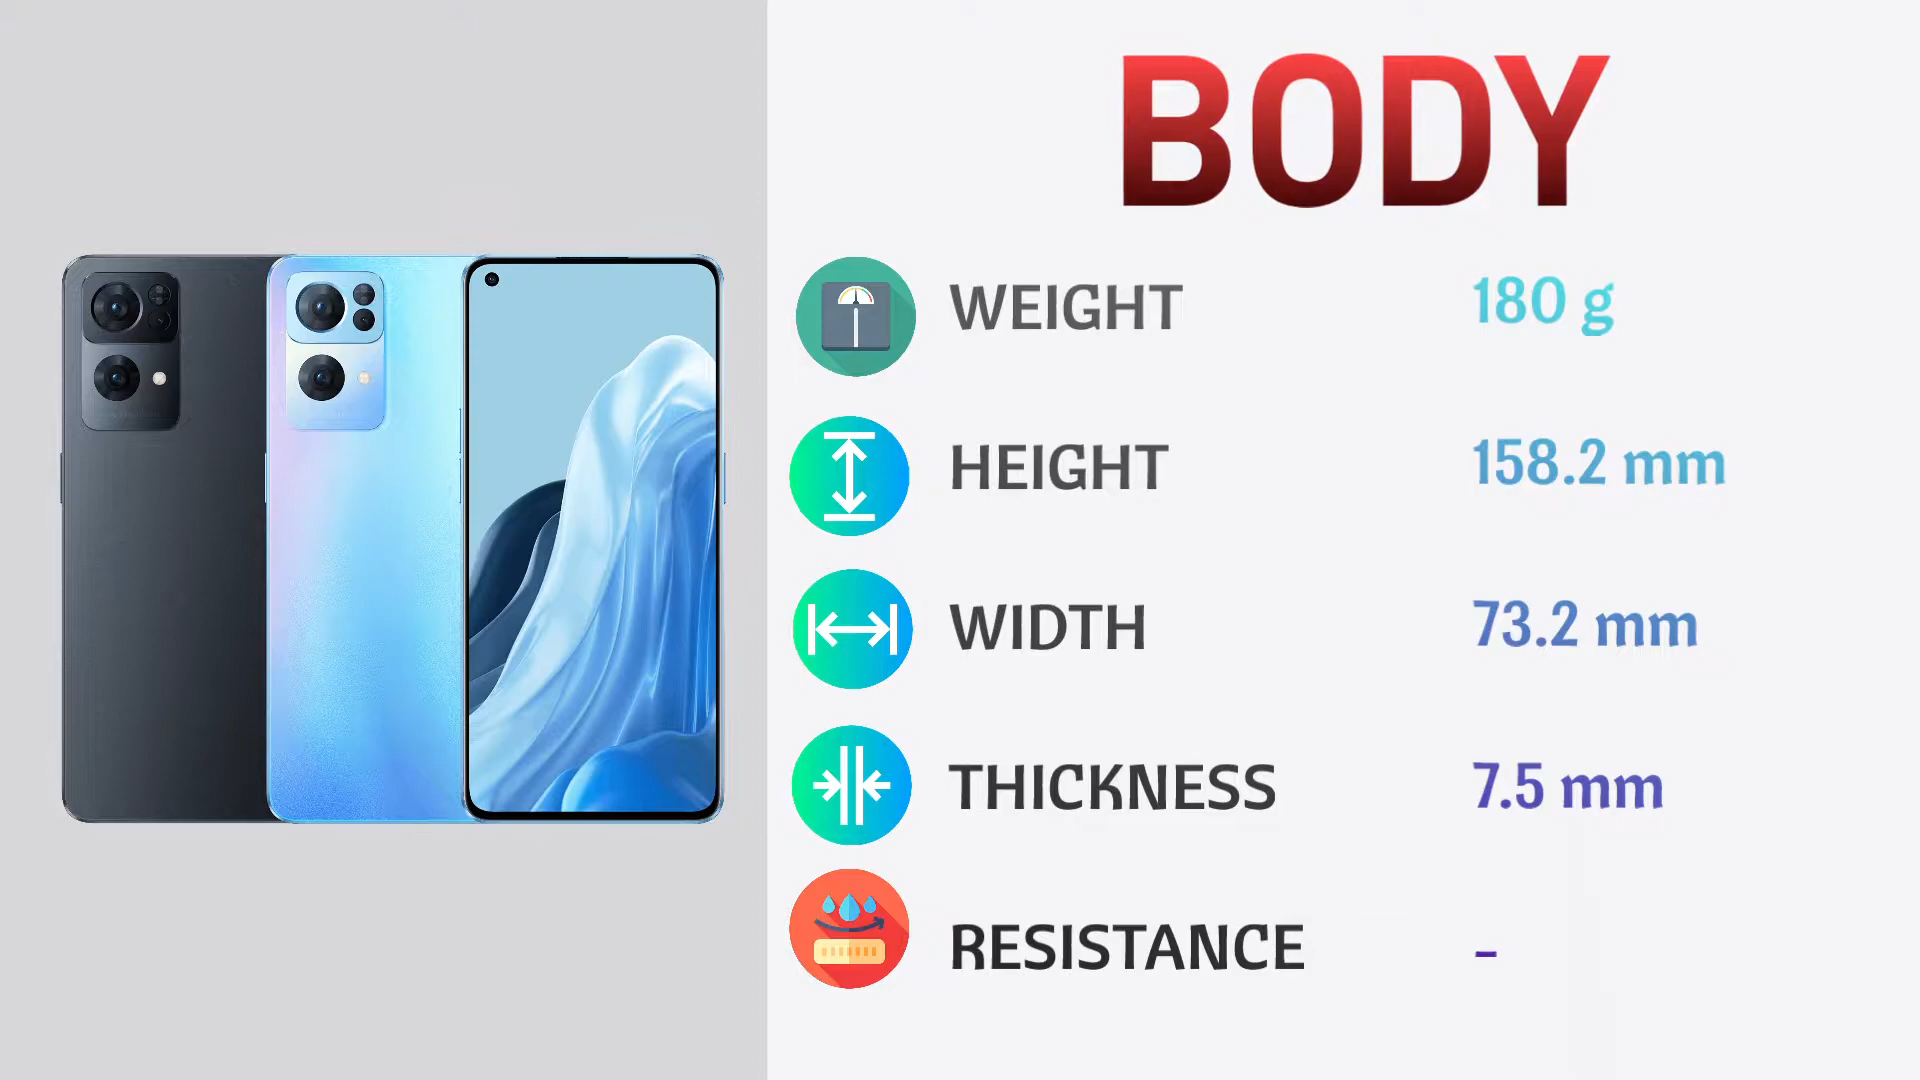 BODY
WEIGHT 180 g
HEIGHT 158.2 mm
WIDTH 73.2 mm
THICKNESS 7.5 mm
RESISTANCE -